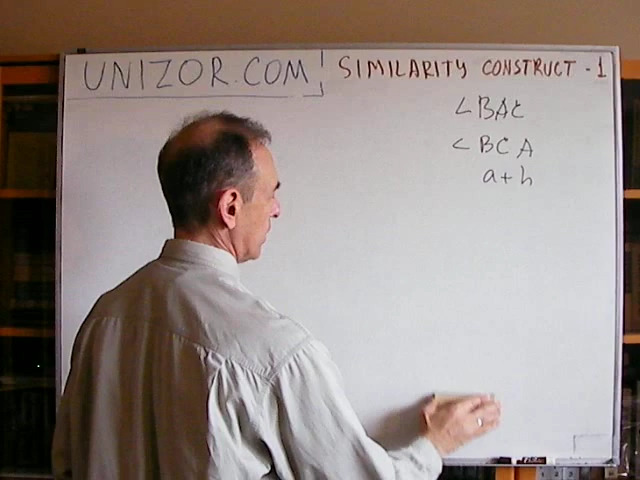 UNIZOR.COM
SIMILARITY CONSTRUCT - 1
<BAC
<BCA
a+h